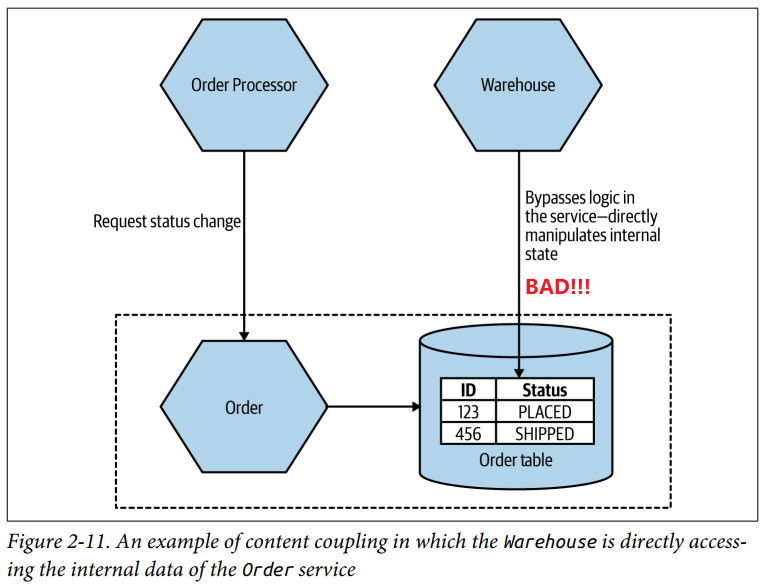 Order Processor
Warehouse
Request status change
Bypasses logic in
the service—directly
manipulates internal
state
BAD!!!
Order
ID Status
123 PLACED
456 SHIPPED
Order table
Figure 2-11. An example of content coupling in which the Warehouse is directly access-
ing the internal data of the Order service